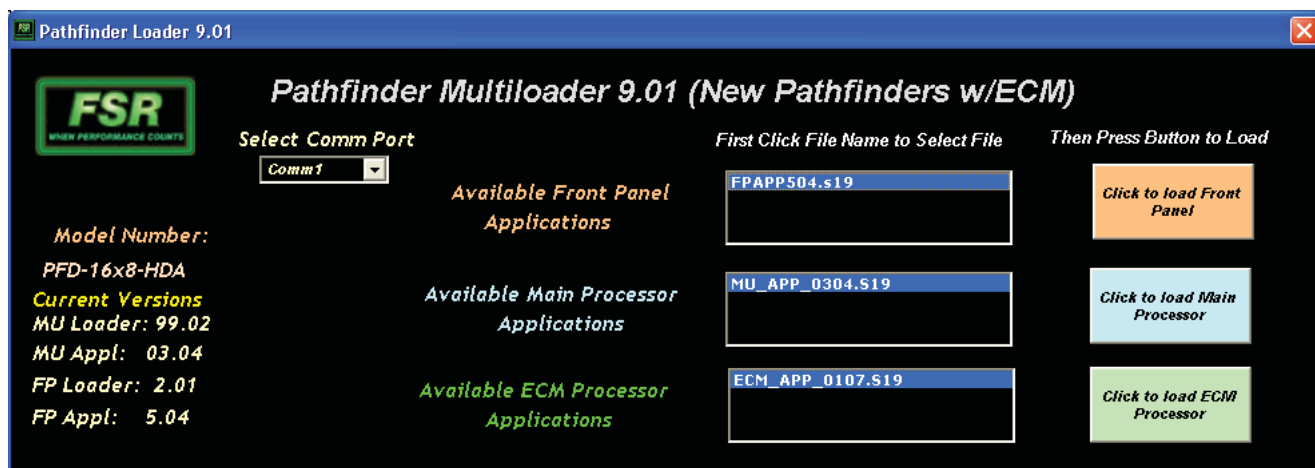 FSR
Pathfinder Loader 9.01
FSR
WHEN PERFORMANCE COUNTS
Pathfinder Multiloader 9.01 (New Pathfinders w/ECM)
Select Comm Port
Comm1
First Click File Name to Select File
Then Press Button to Load
Available Front Panel
Applications
FPAPP504.s19
Click to load Front
Panel
Model Number:
PFD-16x8-HDA
Current Versions
MU Loader: 99.02
MU Appl: 03.04
FP Loader: 2.01
FP Appl: 5.04
Available Main Processor
Applications
MU_APP_0304.S19
Click to load Main
Processor
Available ECM Processor
Applications
ECM_APP_0107.S19
Click to load ECM
Processor